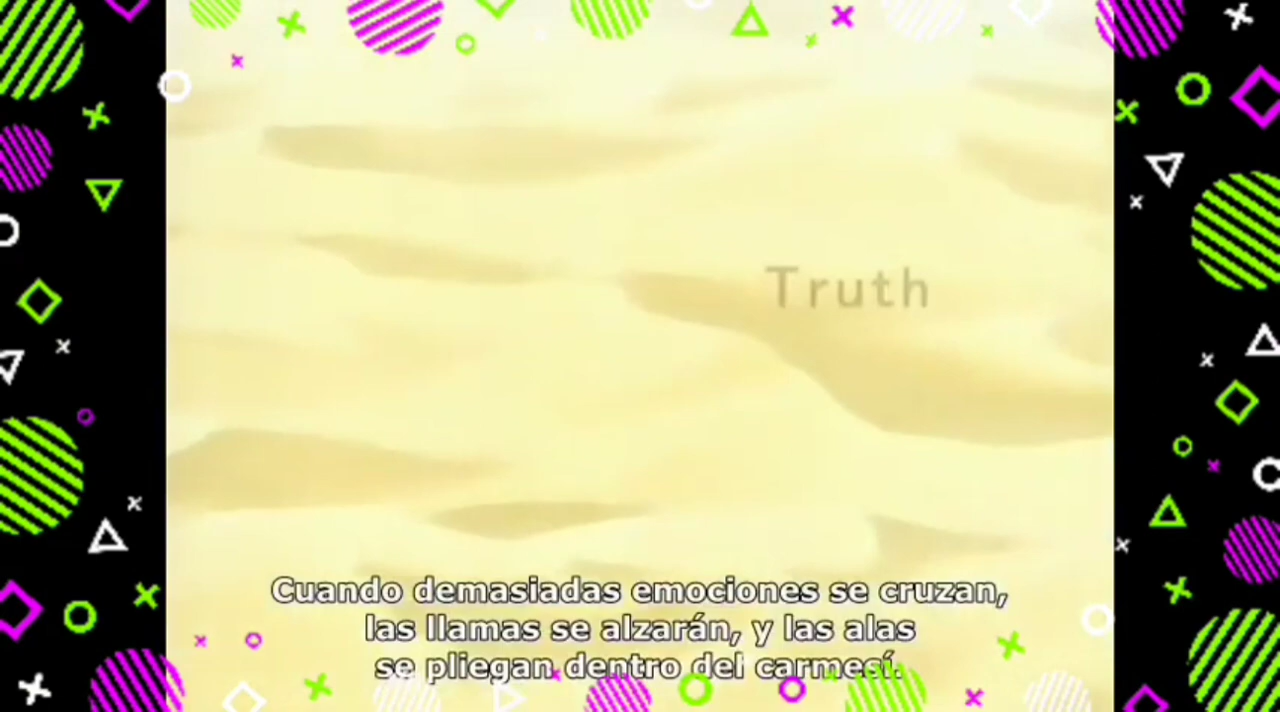 Truth
Cuando demasiadas emociones se cruzan,
las llamas se alzarán, y las alas
se pliegan dentro del carmesí.